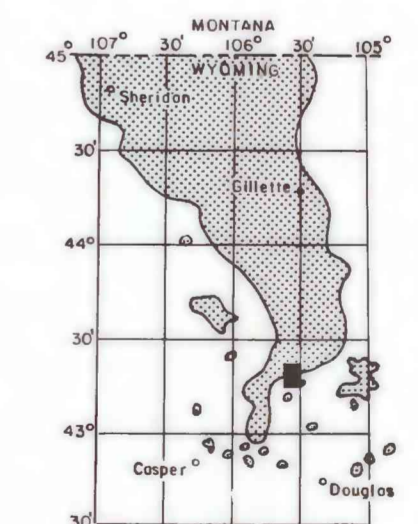 MONTANA
107° 30' 106° 30' 105°
45°
WYOMING
Sheridan
30'
Gillette
44°
30'
43°
Casper
Douglas
30'